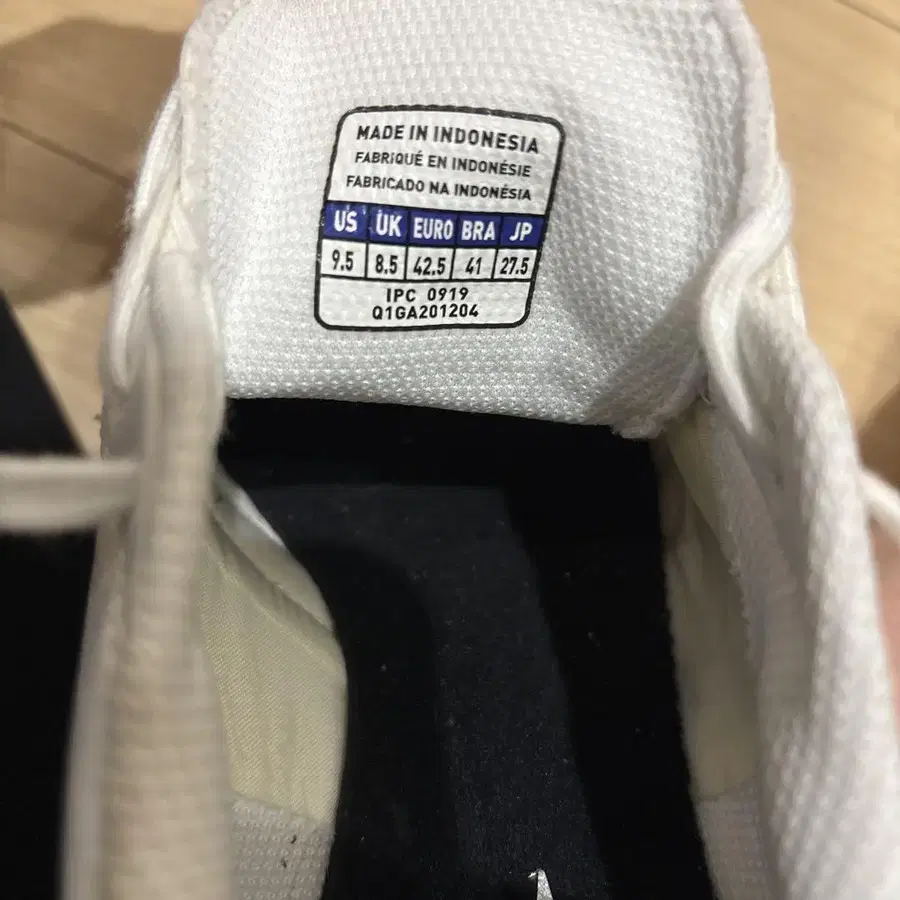 MADE IN INDONESIA
FABRIQUÉ EN INDONÉSIE
FABRICADO NA INDONÉSIA
US UK EURO BRA JP
9.5 8.5 42.5 41 27.5
IPC 0919
Q1GA201204